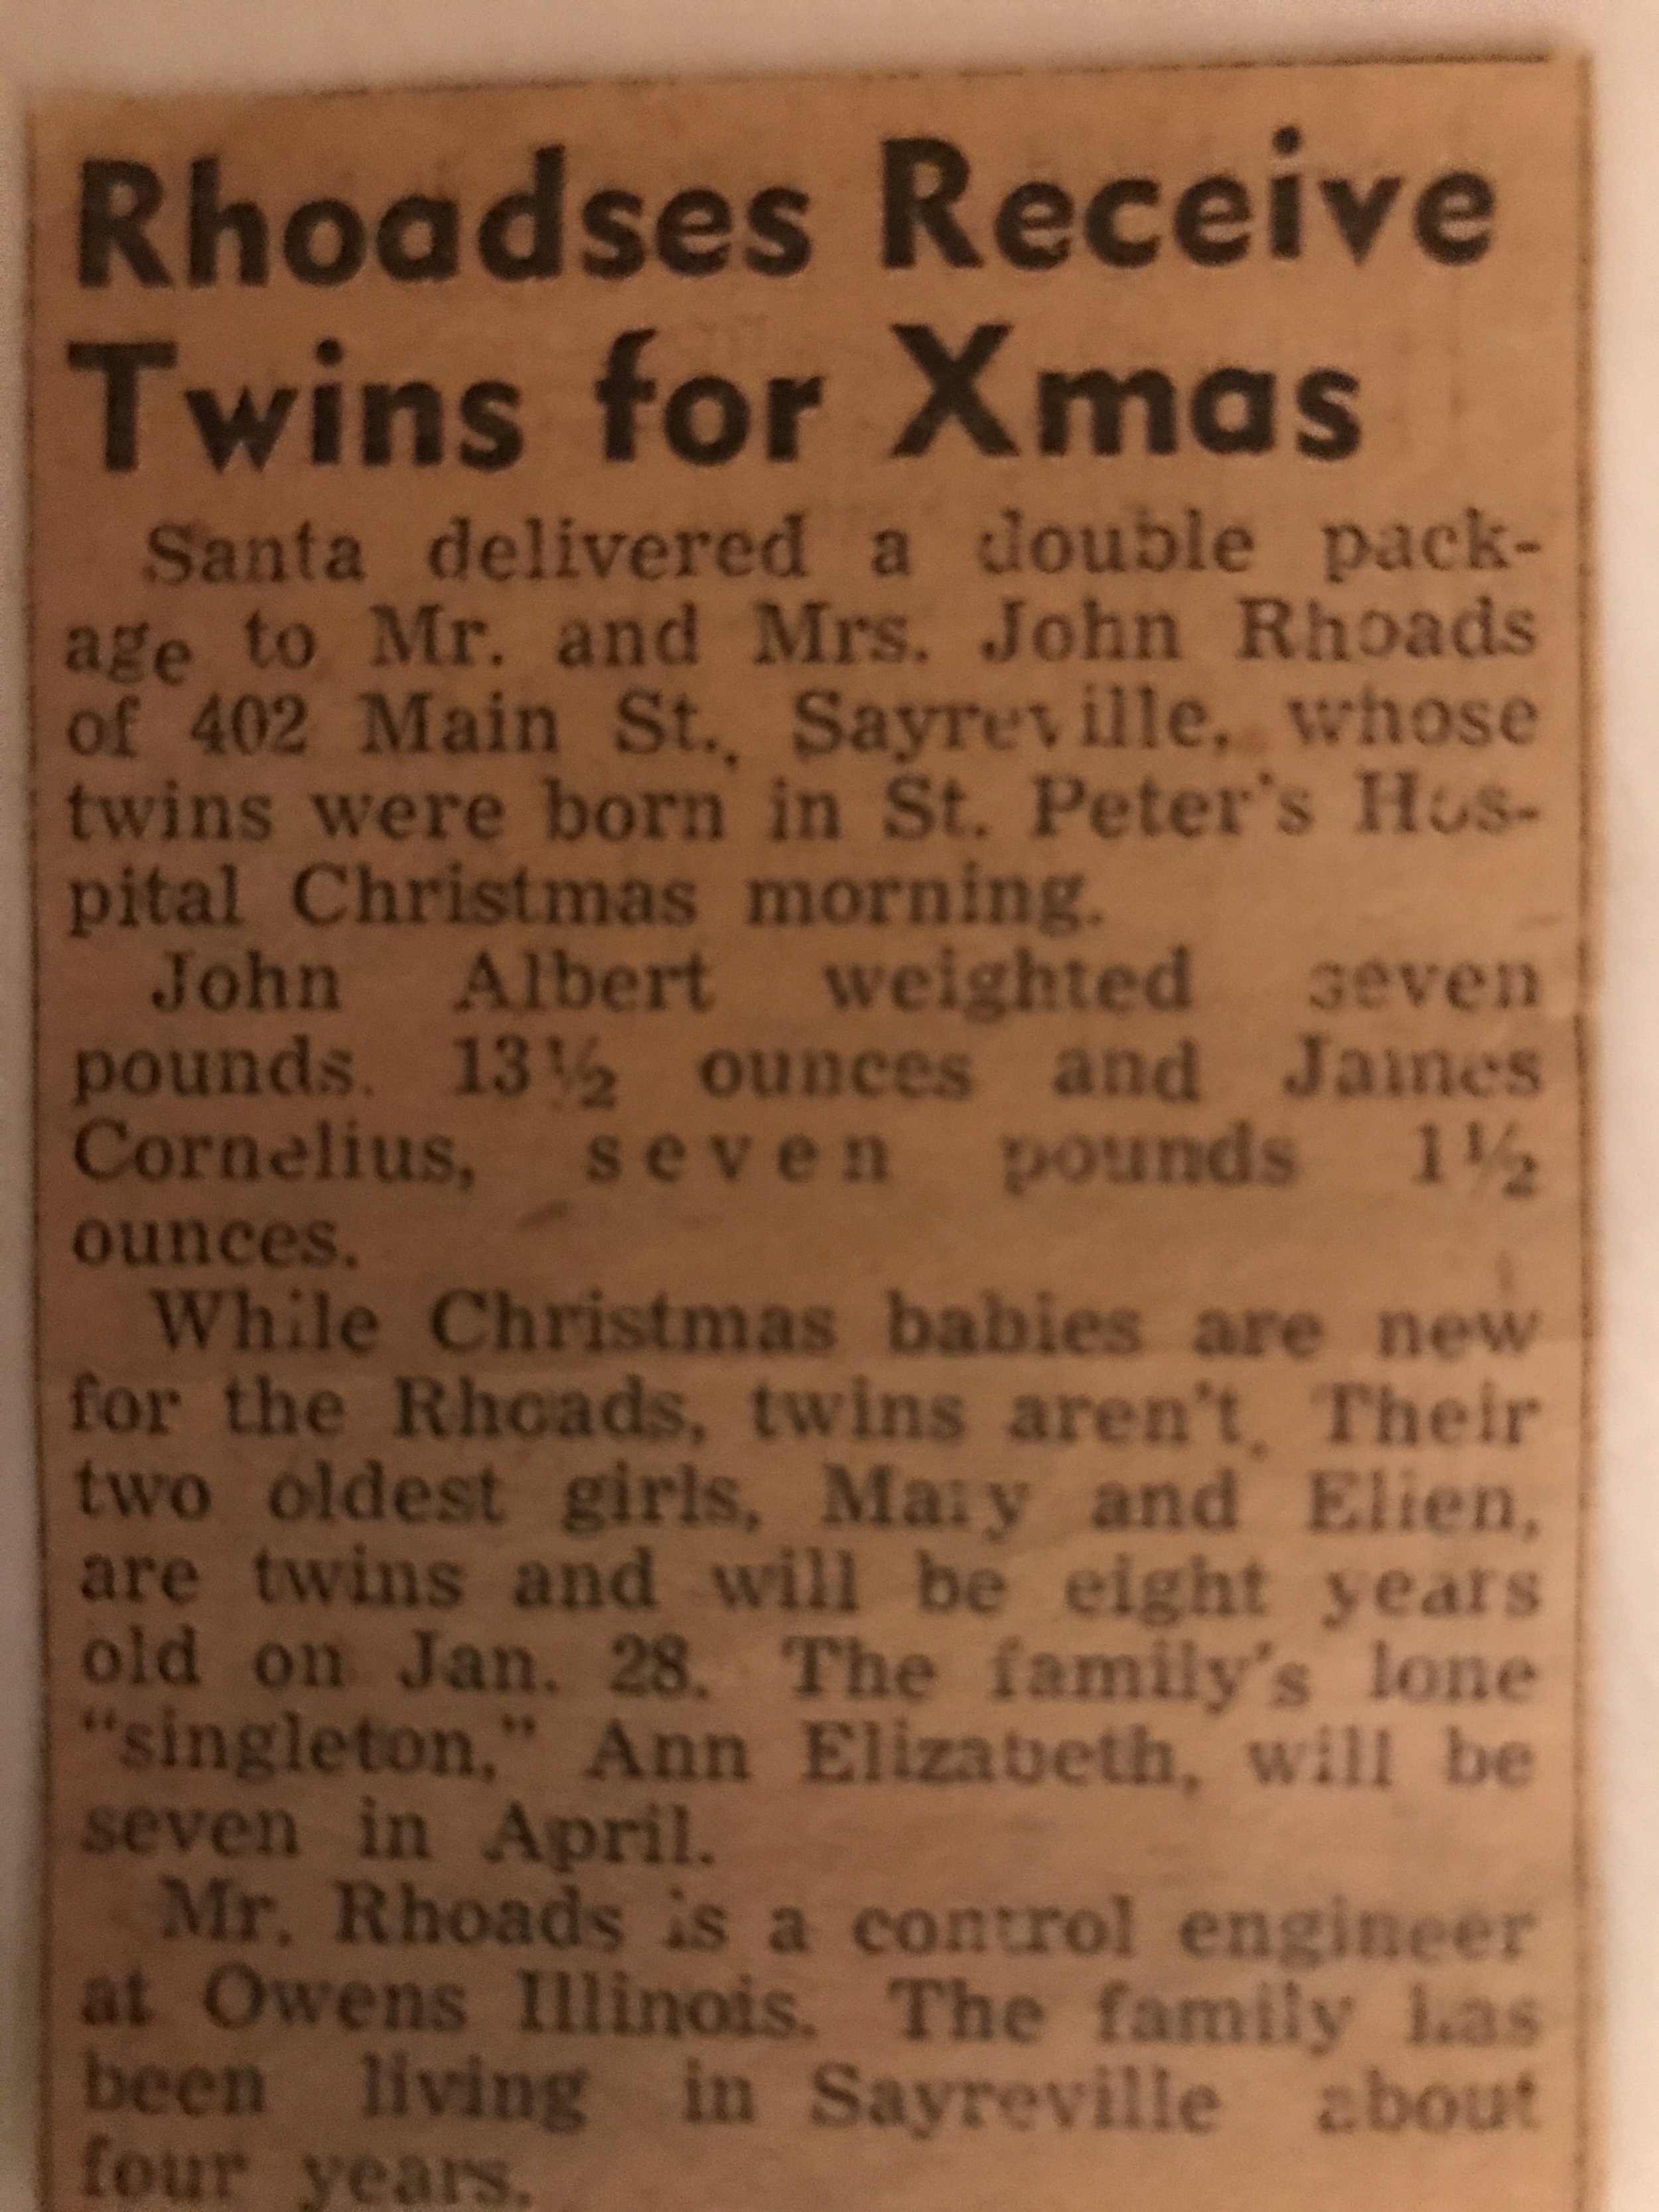 Rhoadses Receive
Twins for Xmas
Santa delivered a double pack-
age to Mr. and Mrs. John Rhoads
of 402 Main St., Sayreville, whose
twins were born in St. Peter's Hos-
pital Christmas morning.
John Albert weighted seven
pounds. 13½ ounces and James
Cornelius, seven pounds 1½
ounces.
While Christmas babies are new
for the Rhoads, twins aren't. Their
two oldest girls, Mary and Ellen,
are twins and will be eight years
old on Jan. 28. The family's lone
"singleton," Ann Elizabeth, will be
seven in April.
Mr. Rhoads is a control engineer
at Owens Illinois. The family has
been living in Sayreville about
four years.